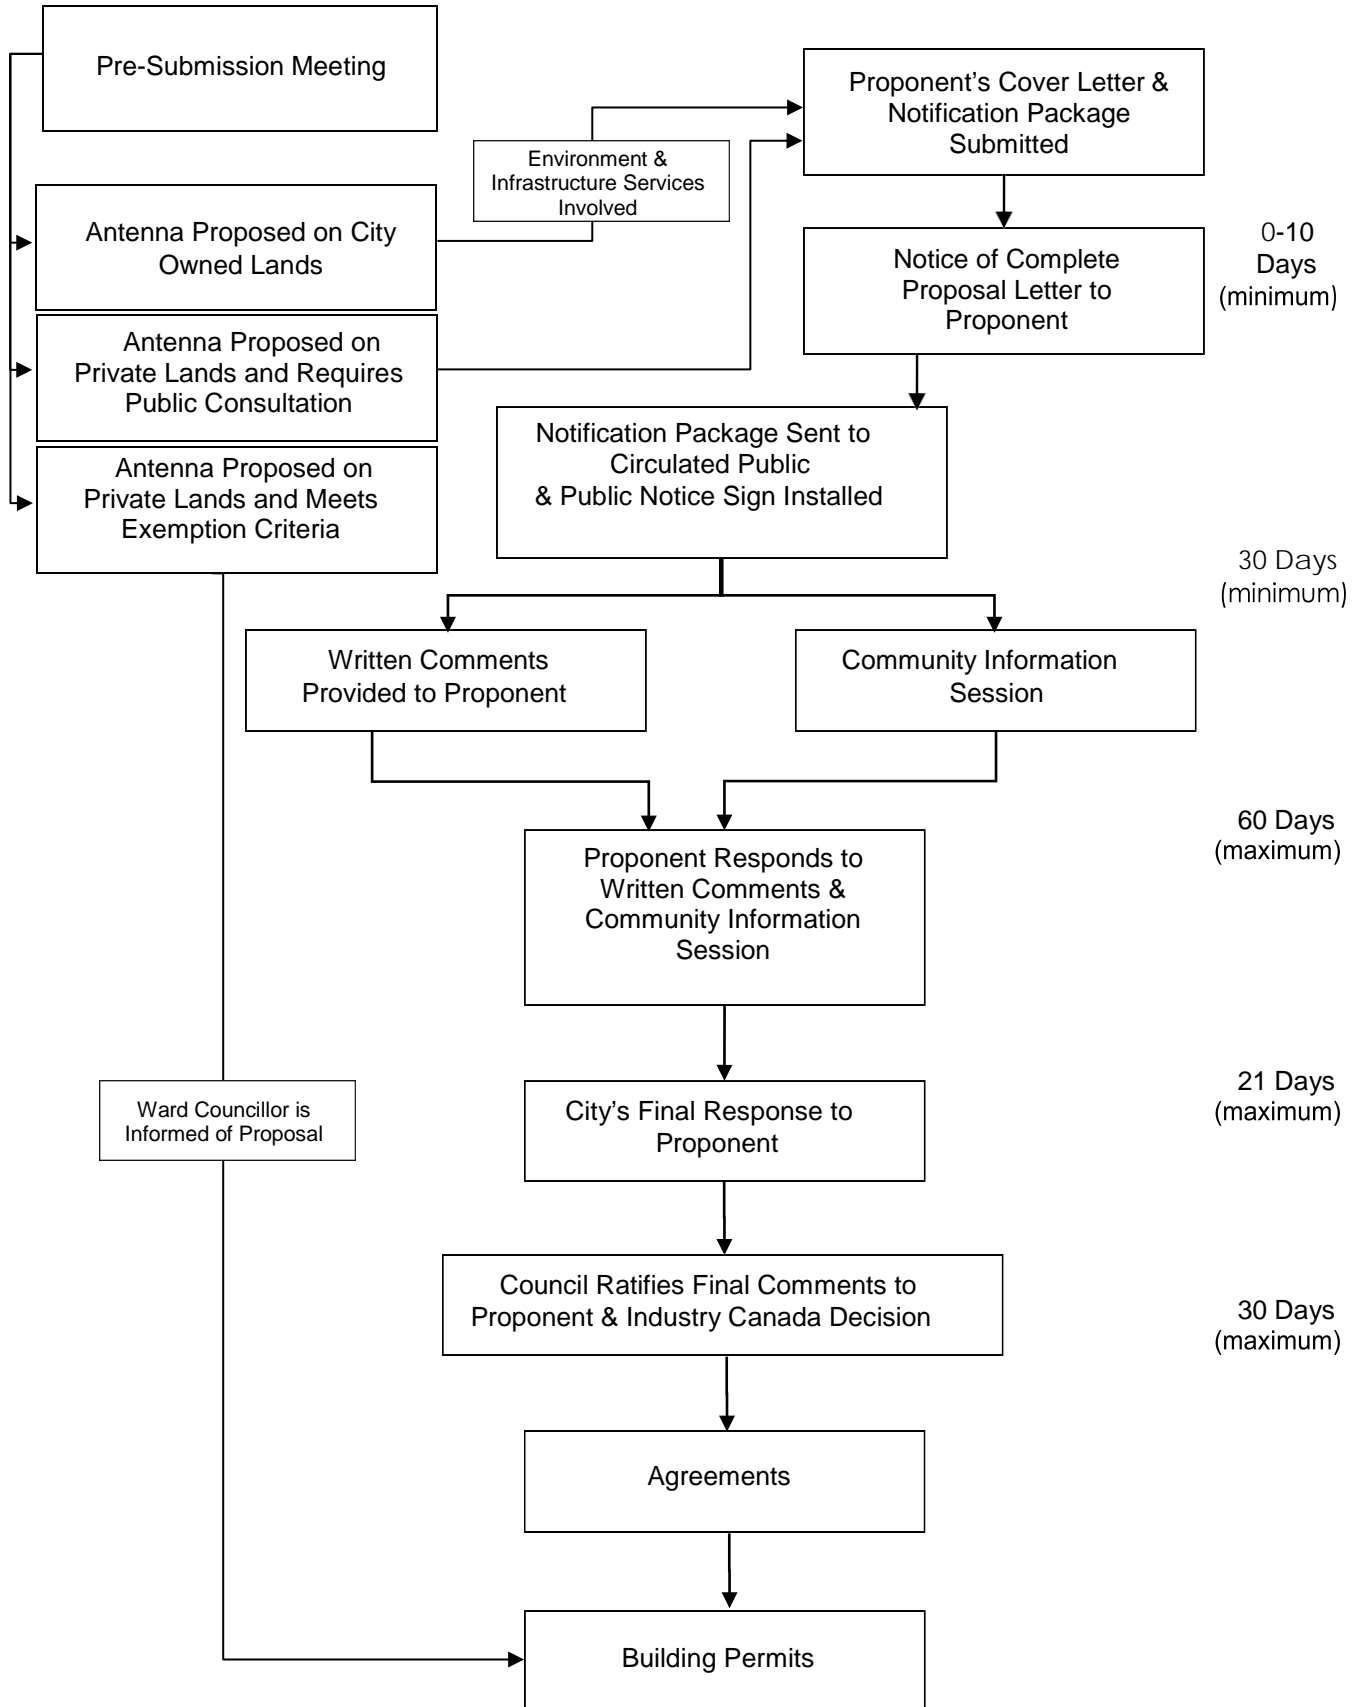 Pre-Submission Meeting
Proponent's Cover Letter &
Notification Package
Submitted
Environment &
Infrastructure Services
Involved
Antenna Proposed on City
Owned Lands
Notice of Complete
Proposal Letter to
Proponent
0-10
Days
(minimum)
Antenna Proposed on
Private Lands and Requires
Public Consultation
Notification Package Sent to
Circulated Public
& Public Notice Sign Installed
Antenna Proposed on
Private Lands and Meets
Exemption Criteria
30 Days
(minimum)
Written Comments
Provided to Proponent
Community Information
Session
60 Days
(maximum)
Proponent Responds to
Written Comments &
Community Information
Session
Ward Councillor is
Informed of Proposal
City's Final Response to
Proponent
21 Days
(maximum)
Council Ratifies Final Comments to
Proponent & Industry Canada Decision
30 Days
(maximum)
Agreements
Building Permits